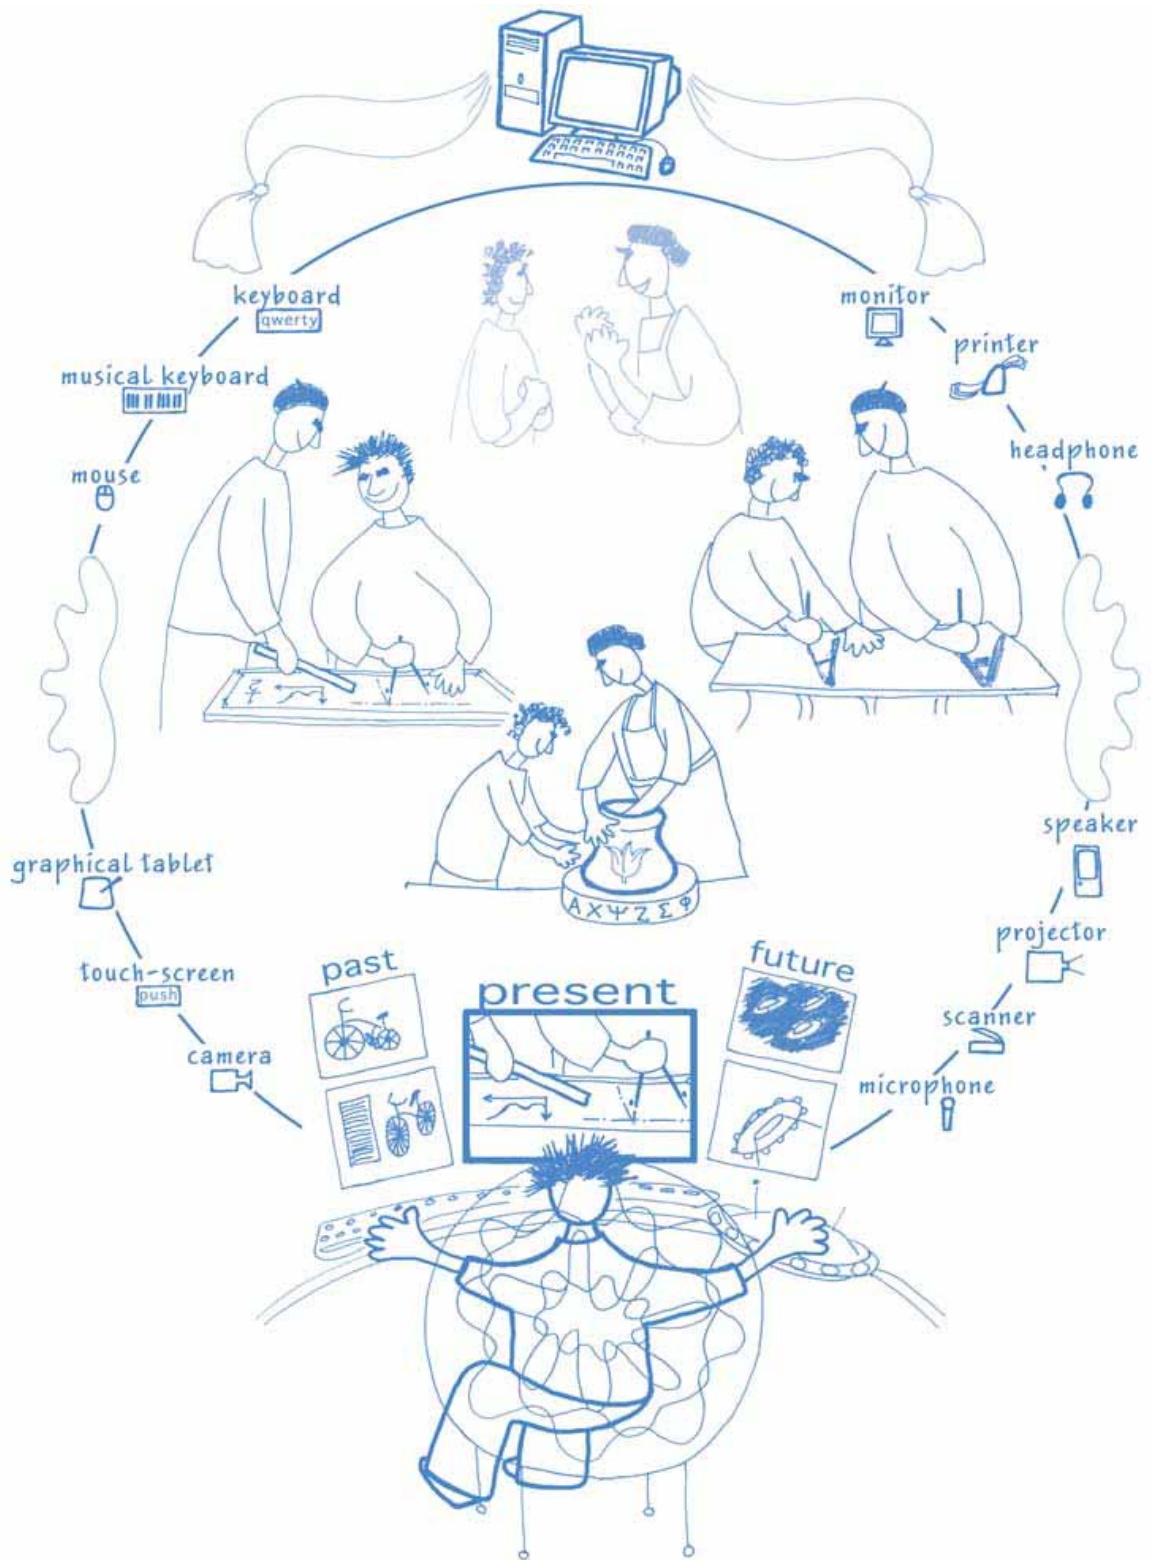 keyboard
qwerty
musical keyboard
mouse
graphical tablet
touch-screen
push
camera
monitor
printer
headphone
speaker
projector
scanner
microphone
ΑΧΨΖΣΦ
past
present
future